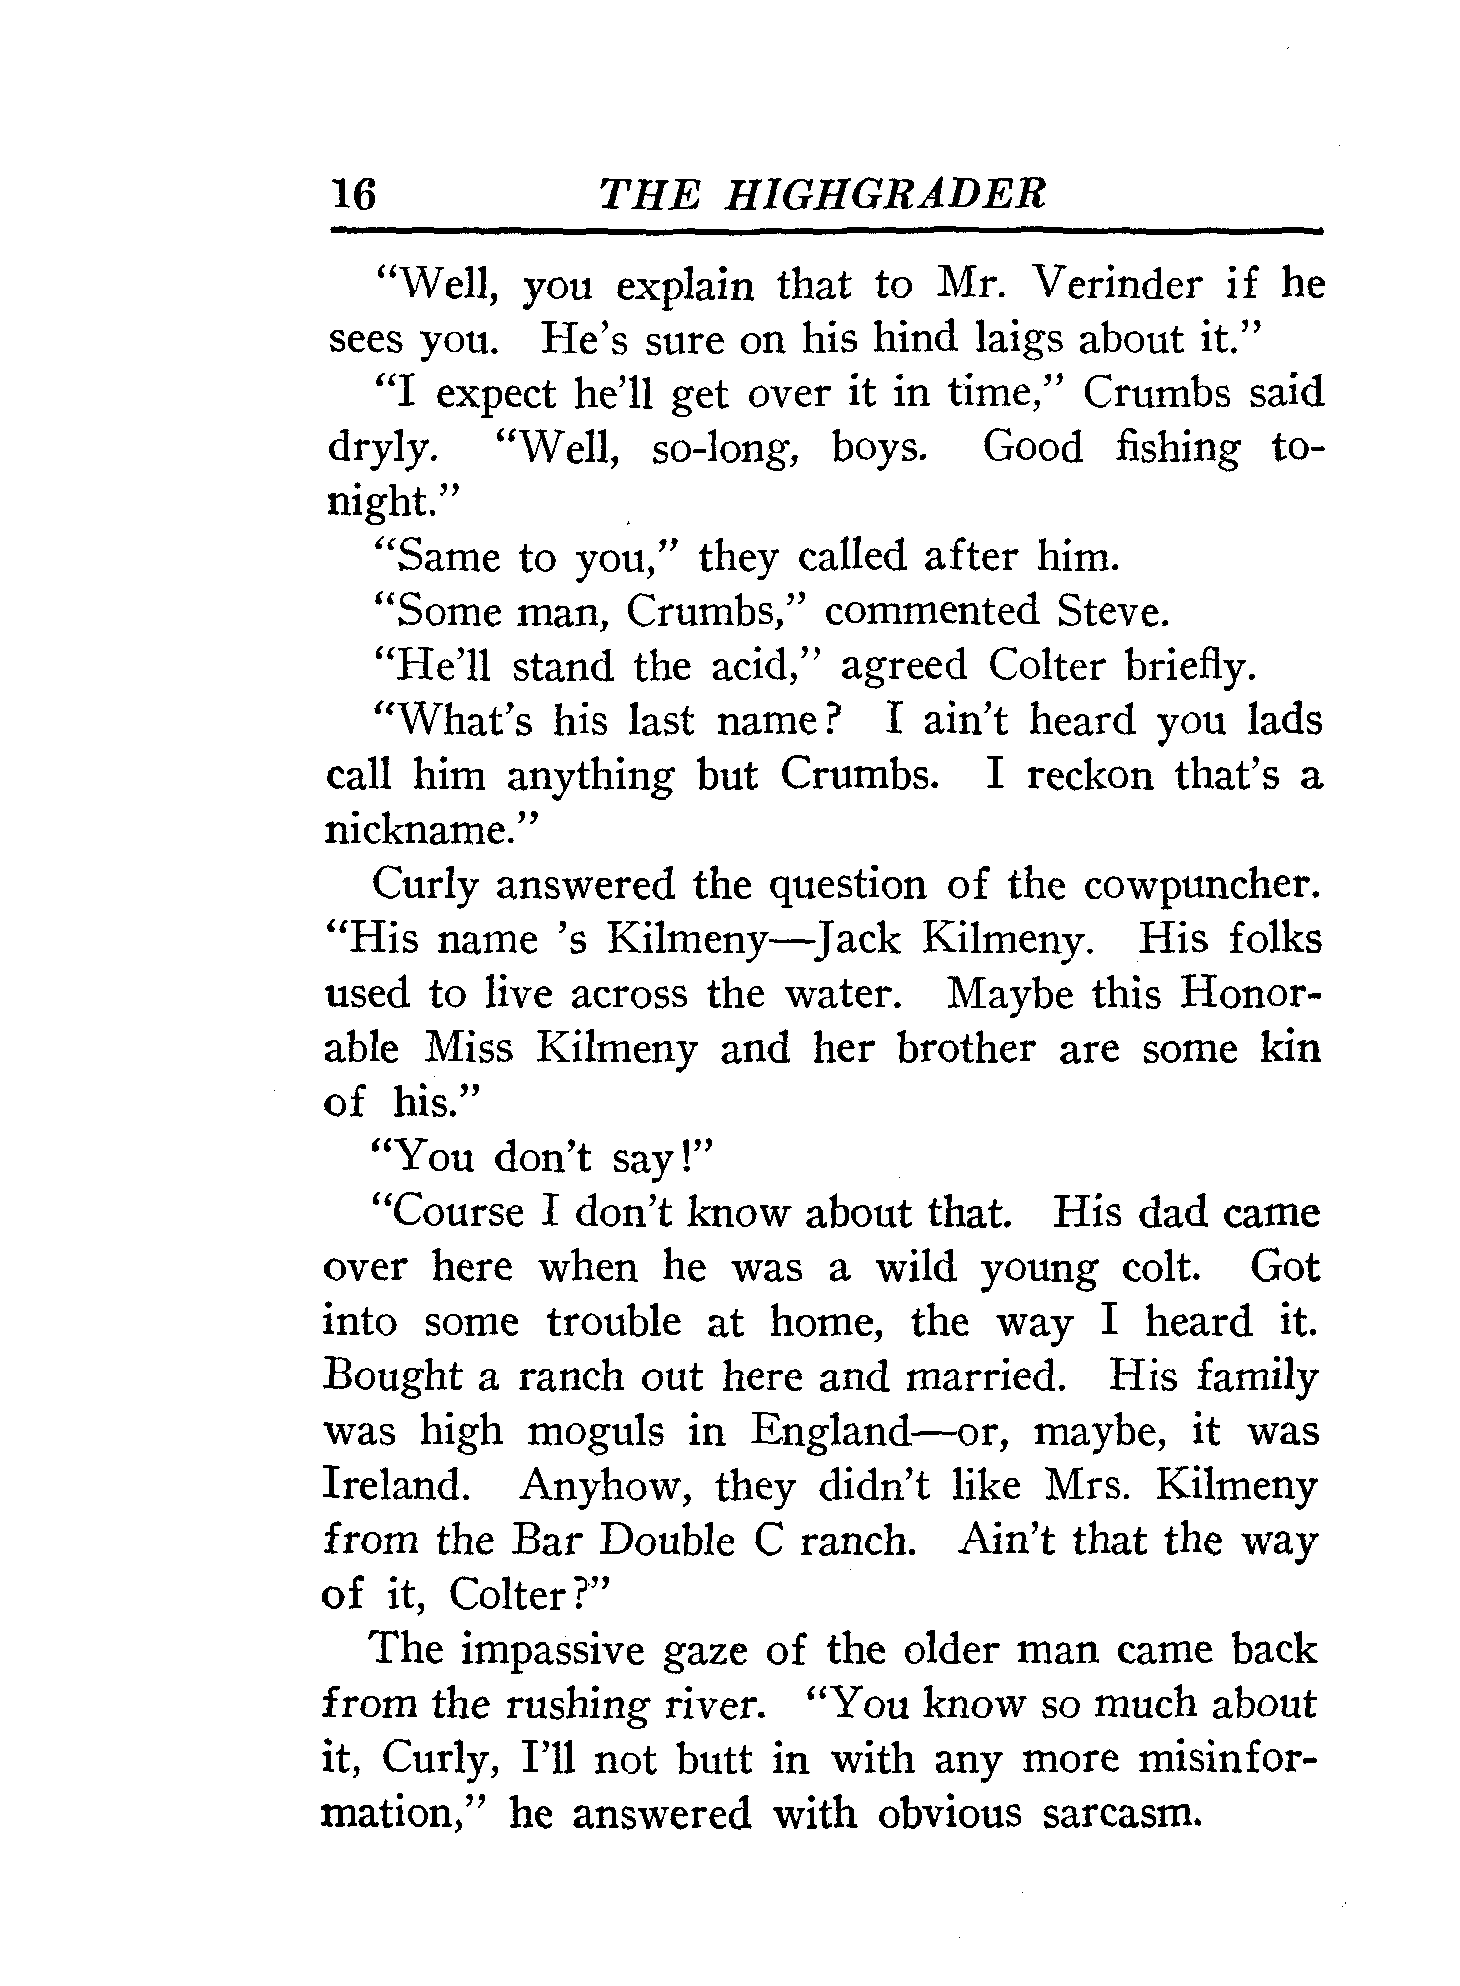 16 THE HIGHGRADER
“Well, you explain that to Mr. Verinder if he
sees you. He’s sure on his hind laigs about it.”
“I expect he’ll get over it in time,” Crumbs said
dryly. “Well, so-long, boys. Good fishing to-
night.”
“Same to you,” they called after him.
“Some man, Crumbs,” commented Steve.
“He’ll stand the acid,” agreed Colter briefly.
“What’s his last name? I ain’t heard you lads
call him anything but Crumbs. I reckon that’s a
nickname.”
Curly answered the question of the cowpuncher.
“His name ’s Kilmeny—Jack Kilmeny. His folks
used to live across the water. Maybe this Honor-
able Miss Kilmeny and her brother are some kin
of his.”
“You don’t say!”
“Course I don’t know about that. His dad came
over here when he was a wild young colt. Got
into some trouble at home, the way I heard it.
Bought a ranch out here and married. His family
was high moguls in England—or, maybe, it was
Ireland. Anyhow, they didn’t like Mrs. Kilmeny
from the Bar Double C ranch. Ain’t that the way
of it, Colter?”
The impassive gaze of the older man came back
from the rushing river. “You know so much about
it, Curly, I’ll not butt in with any more misinfor-
mation,” he answered with obvious sarcasm.